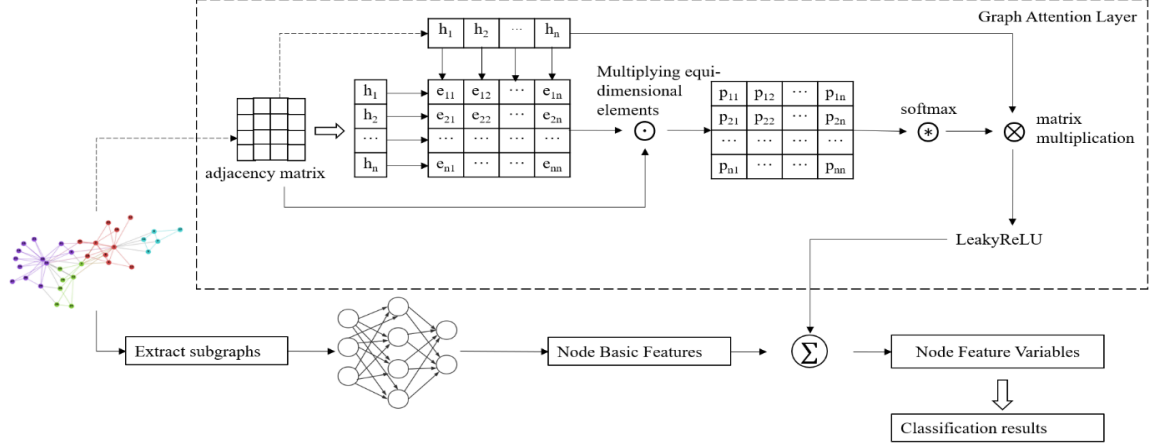 Graph Attention Layer
h1 h2 ... hn
Multiplying equi-
dimensional
elements
h1 e11 e12 ... e1n
h2 e21 e22 ... e2n
... ... ... ... ...
hn en1 ... ... enn
p11 p12 ... p1n
p21 p22 ... p2n
... ... ... ...
pn1 ... ... pnn
softmax
matrix
multiplication
adjacency matrix
LeakyReLU
Extract subgraphs
Node Basic Features
Σ
Node Feature Variables
Classification results